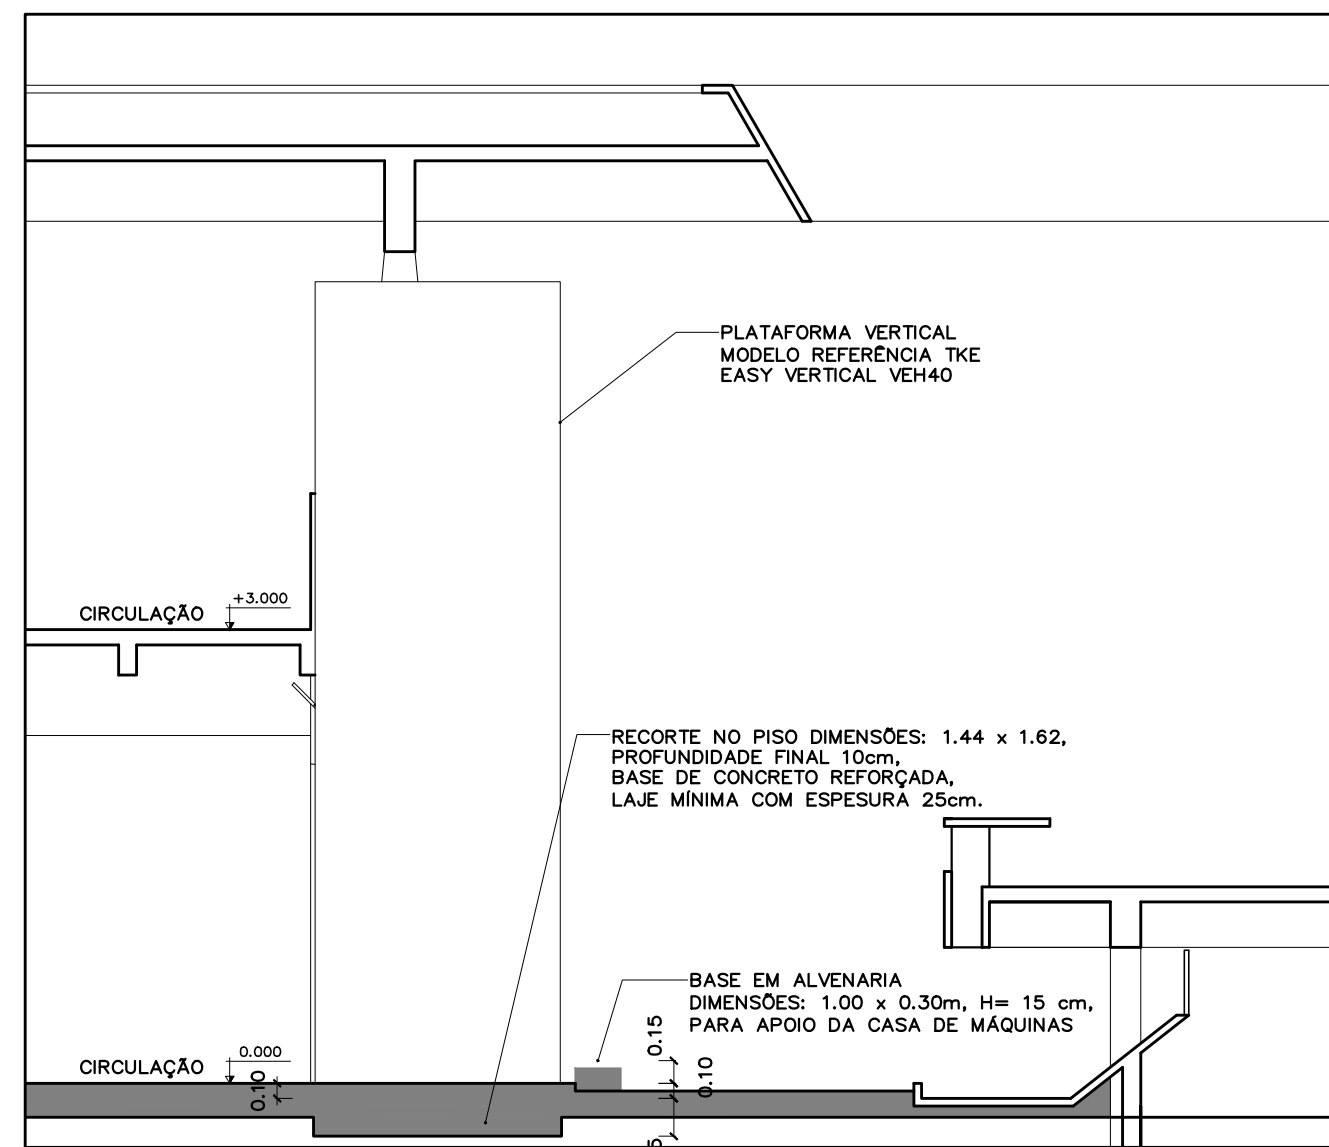 PLATAFORMA VERTICAL
MODELO REFERÊNCIA TKE
EASY VERTICAL VEH40
CIRCULAÇÃO
+3.000
RECORTE NO PISO DIMENSÕES: 1.44 x 1.62,
PROFUNDIDADE FINAL 10cm,
BASE DE CONCRETO REFORÇADA,
LAJE MÍNIMA COM ESPESURA 25cm.
BASE EM ALVENARIA
DIMENSÕES: 1.00 x 0.30m, H= 15 cm,
PARA APOIO DA CASA DE MÁQUINAS
CIRCULAÇÃO
0.000
0.10
0.15
0.10